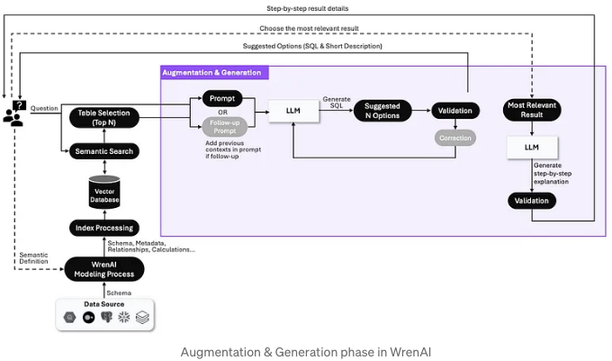 Step-by-step result details
Choose the most relevant result
Suggested Options (SQL & Short Description)
Augmentation & Generation
?
Question
Table Selection
(Top N)
Semantic Search
Vector
Database
Index Processing
Schema, Metadata,
Relationships, Calculations...
Semantic
Definition
WrenAI
Modeling Process
Schema
Data Source
Prompt
OR
Follow-up
Prompt
Add previous
contexts in prompt
if follow-up
LLM
Generate
SQL
Suggested
N Options
Validation
Correction
Most Relevant
Result
LLM
Generate
step-by-step
explanation
Validation
Augmentation & Generation phase in WrenAI